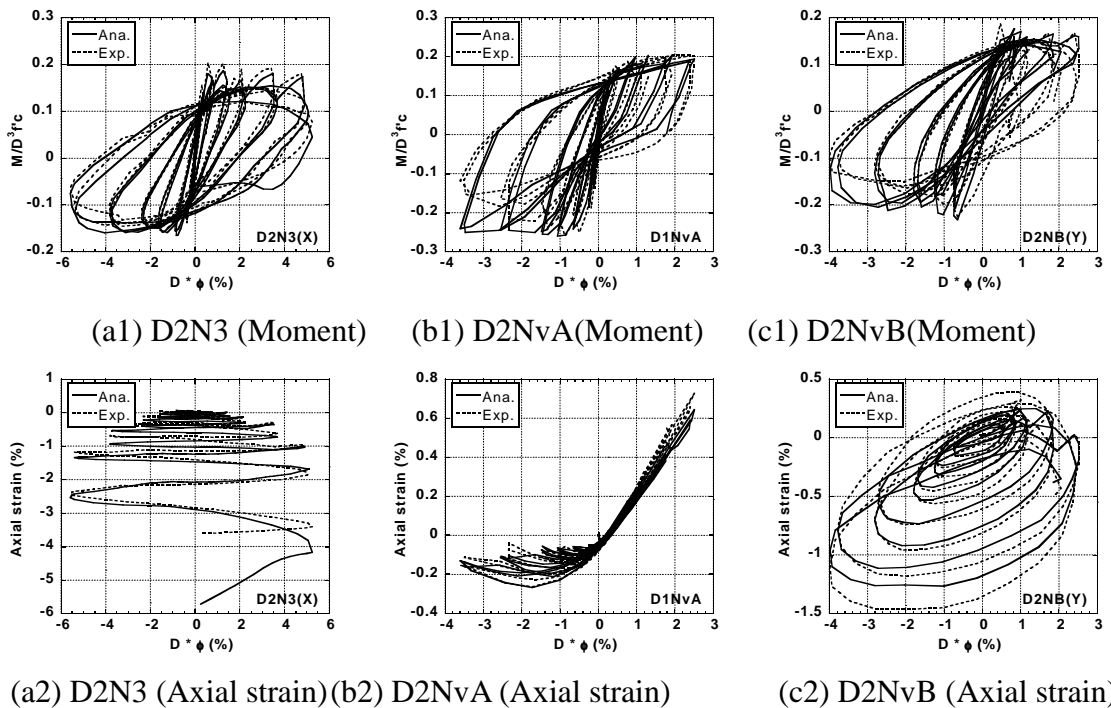 0.3
0.2
0.1
0
-0.1
-0.2
M/D³f'c
Ana.
Exp.
D2N3(X)
-6 -4 -2 0 2 4 6
D * ϕ (%)
0.3
0.2
0.1
0
-0.1
-0.2
-0.3
M/D³f'c
Ana.
Exp.
D1NvA
-4 -3 -2 -1 0 1 2 3
D * ϕ (%)
0.2
0.1
0
-0.1
-0.2
-0.3
M/D³f'c
Ana.
Exp.
D2NB(Y)
-4 -3 -2 -1 0 1 2 3
D * ϕ (%)
(a1) D2N3 (Moment)
(b1) D2NvA(Moment)
(c1) D2NvB(Moment)
1
0
-1
-2
-3
-4
-5
-6
Axial strain (%)
Ana.
Exp.
D2N3(X)
-6 -4 -2 0 2 4 6
D * ϕ (%)
0.8
0.6
0.4
0.2
0
-0.2
-0.4
Axial strain (%)
Ana.
Exp.
D1NvA
-4 -3 -2 -1 0 1 2 3
D * ϕ (%)
0.5
0
-0.5
-1
-1.5
Axial strain (%)
Ana.
Exp.
D2NB(Y)
-4 -3 -2 -1 0 1 2 3
D * ϕ (%)
(a2) D2N3 (Axial strain)
(b2) D2NvA (Axial strain)
(c2) D2NvB (Axial strain)